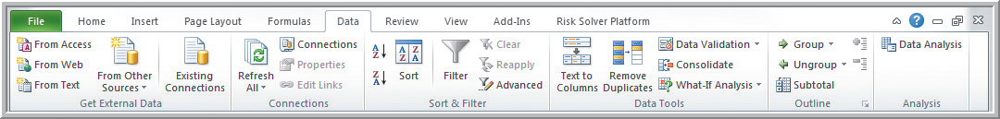 File Home Insert Page Layout Formulas Data Review View Add-Ins Risk Solver Platform
From Access
From Web
From Text
From Other
Sources
Existing
Connections
Get External Data
Refresh
All
Connections
Properties
Edit Links
Connections
A
Z
Z
A
A Z
Z A
Sort
Filter
Clear
Reapply
Advanced
Sort & Filter
Text to
Columns
Remove
Duplicates
Data Validation
Consolidate
What-If Analysis
Data Tools
Group
Ungroup
Subtotal
Outline
Data Analysis
Analysis